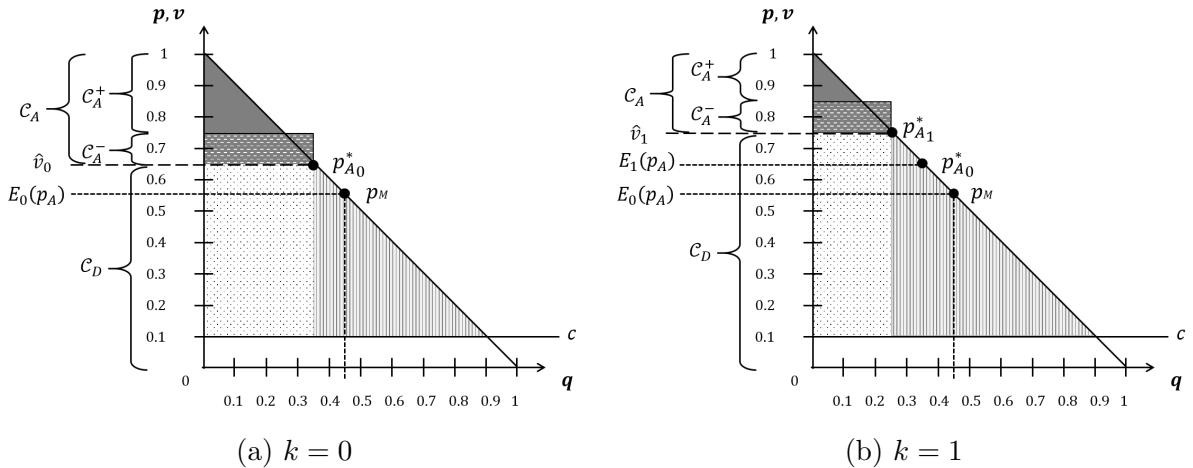 p, v
1
0.9
0.8
0.7
0.6
0.5
0.4
0.3
0.2
0.1
0
𝒞_A
𝒞_A^+
𝒞_A^−
v̂_0
E_0(p_A)
𝒞_D
p*_{A_0}
p_M
c
q
0.1 0.2 0.3 0.4 0.5 0.6 0.7 0.8 0.9 1
(a) k = 0
p, v
1
0.9
0.8
0.7
0.6
0.5
0.4
0.3
0.2
0.1
0
𝒞_A
𝒞_A^+
𝒞_A^−
v̂_1
E_1(p_A)
E_0(p_A)
𝒞_D
p*_{A_1}
p*_{A_0}
p_M
c
q
0.1 0.2 0.3 0.4 0.5 0.6 0.7 0.8 0.9 1
(b) k = 1